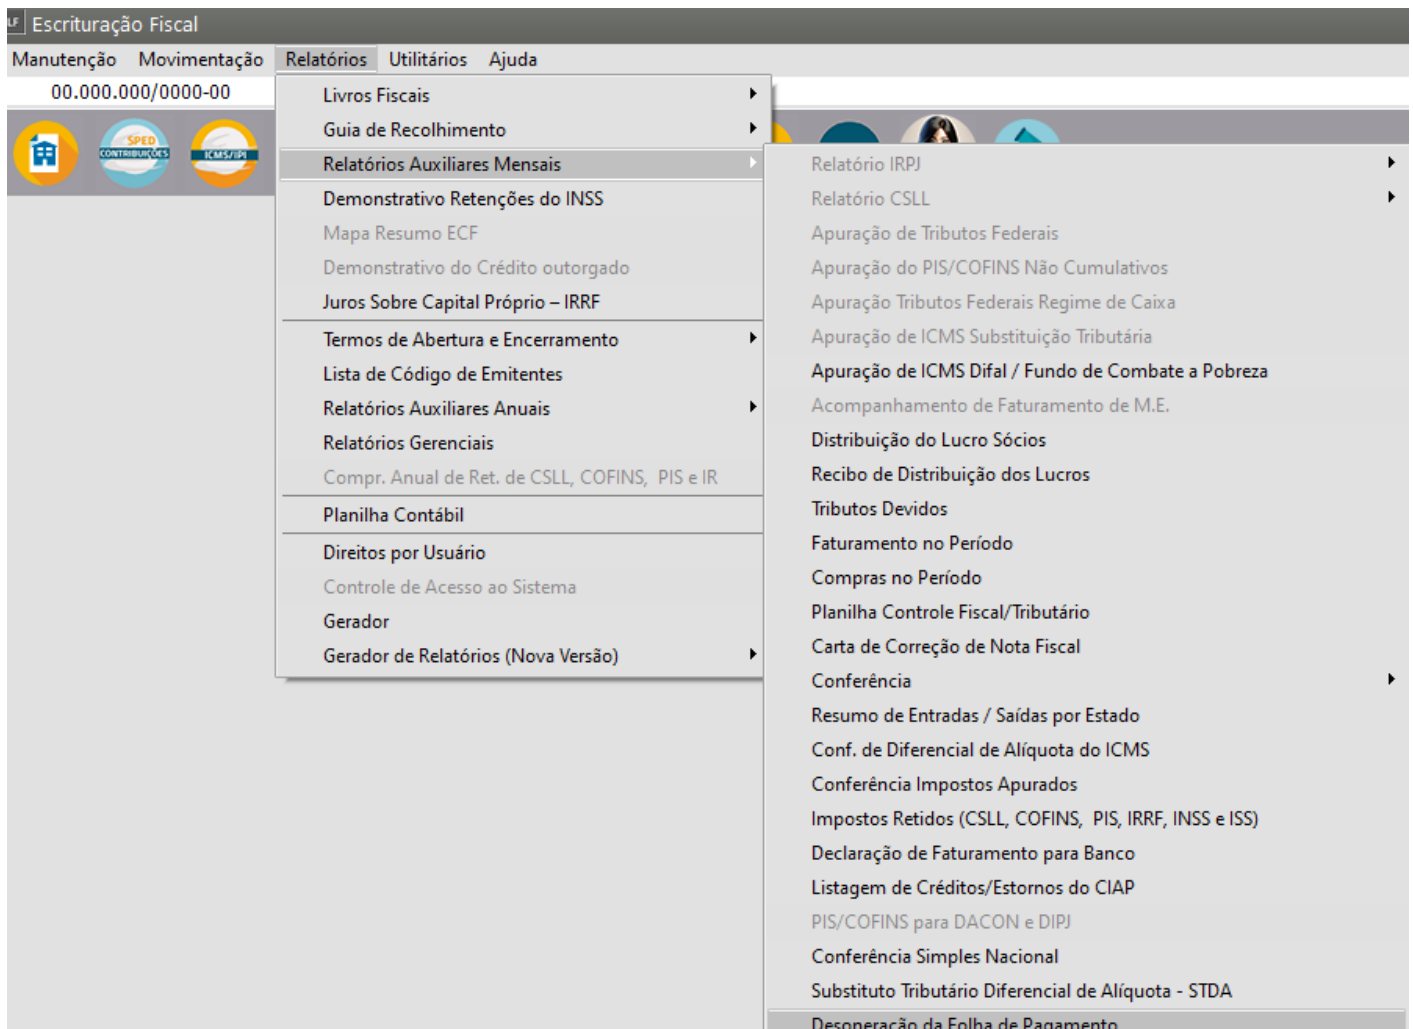 LF Escrituração Fiscal
Manutenção Movimentação Relatórios Utilitários Ajuda
00.000.000/0000-00
SPED
CONTRIBUIÇÕES
ICMS/IPI
Livros Fiscais
Guia de Recolhimento
Relatórios Auxiliares Mensais
Demonstrativo Retenções do INSS
Mapa Resumo ECF
Demonstrativo do Crédito outorgado
Juros Sobre Capital Próprio – IRRF
Termos de Abertura e Encerramento
Lista de Código de Emitentes
Relatórios Auxiliares Anuais
Relatórios Gerenciais
Compr. Anual de Ret. de CSLL, COFINS, PIS e IR
Planilha Contábil
Direitos por Usuário
Controle de Acesso ao Sistema
Gerador
Gerador de Relatórios (Nova Versão)
Relatório IRPJ
Relatório CSLL
Apuração de Tributos Federais
Apuração do PIS/COFINS Não Cumulativos
Apuração Tributos Federais Regime de Caixa
Apuração de ICMS Substituição Tributária
Apuração de ICMS Difal / Fundo de Combate a Pobreza
Acompanhamento de Faturamento de M.E.
Distribuição do Lucro Sócios
Recibo de Distribuição dos Lucros
Tributos Devidos
Faturamento no Período
Compras no Período
Planilha Controle Fiscal/Tributário
Carta de Correção de Nota Fiscal
Conferência
Resumo de Entradas / Saídas por Estado
Conf. de Diferencial de Alíquota do ICMS
Conferência Impostos Apurados
Impostos Retidos (CSLL, COFINS, PIS, IRRF, INSS e ISS)
Declaração de Faturamento para Banco
Listagem de Créditos/Estornos do CIAP
PIS/COFINS para DACON e DIPJ
Conferência Simples Nacional
Substituto Tributário Diferencial de Alíquota - STDA
Desoneração da Folha de Pagamento